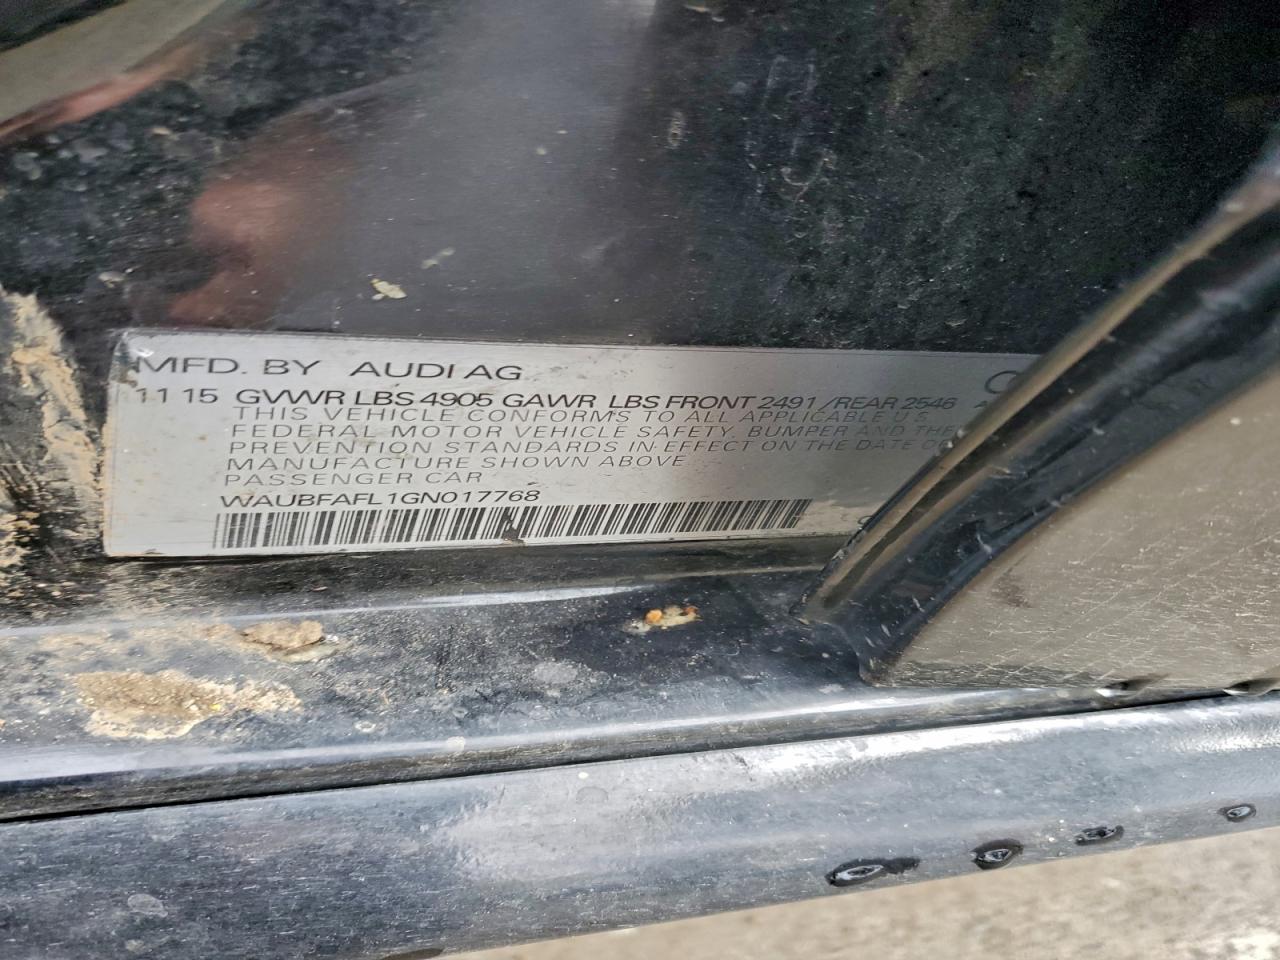 MFD. BY AUDI AG
11 15 GVWR LBS 4905 GAWR LBS FRONT 2491 /REAR 2546
THIS VEHICLE CONFORMS TO ALL APPLICABLE U S
FEDERAL MOTOR VEHICLE SAFETY, BUMPER AND THE
PREVENTION STANDARDS IN EFFECT ON THE DATE
MANUFACTURE SHOWN ABOVE
PASSENGER CAR
WAUBFAFL1GN017768